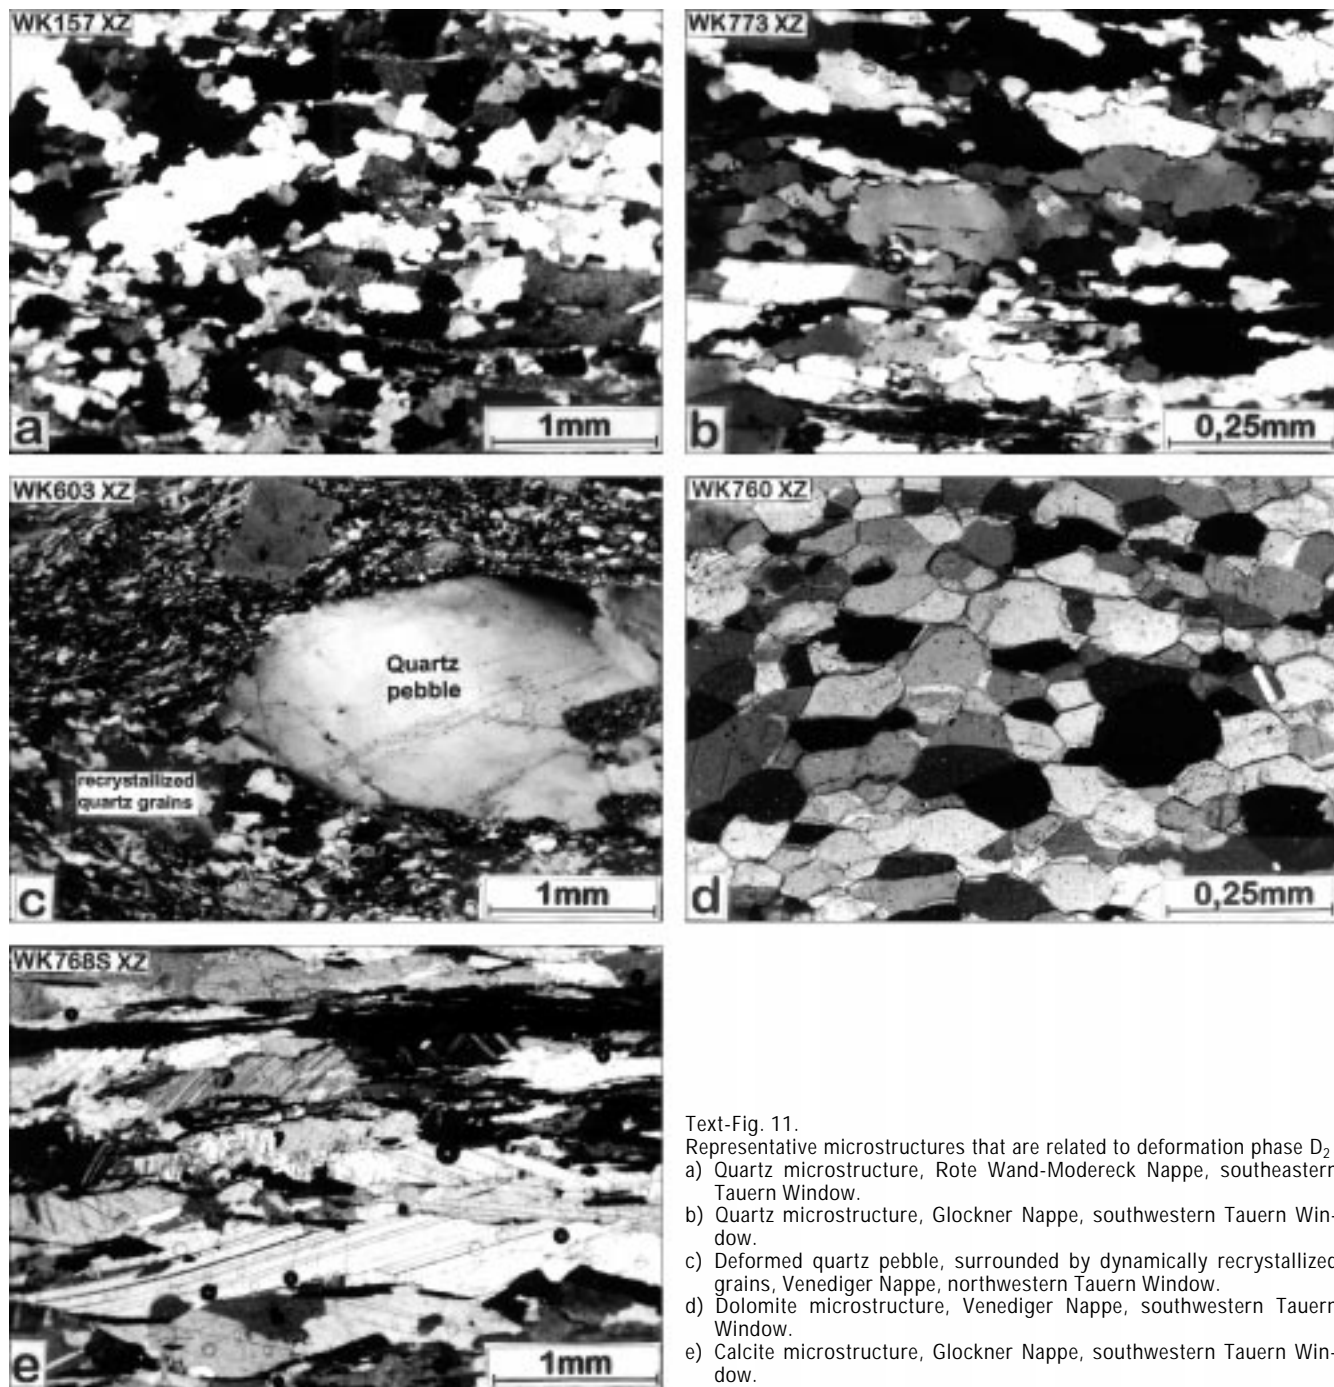 WK157 XZ
a
1mm
WK773 XZ
b
0,25mm
WK603 XZ
Quartz
pebble
recrystallized
quartz grains
c
1mm
WK760 XZ
d
0,25mm
WK768S XZ
e
1mm
Text-Fig. 11.
Representative microstructures that are related to deformation phase D2
a) Quartz microstructure, Rote Wand-Modereck Nappe, southeastern
Tauern Window.
b) Quartz microstructure, Glockner Nappe, southwestern Tauern Win-
dow.
c) Deformed quartz pebble, surrounded by dynamically recrystallized
grains, Venediger Nappe, northwestern Tauern Window.
d) Dolomite microstructure, Venediger Nappe, southwestern Tauern
Window.
e) Calcite microstructure, Glockner Nappe, southwestern Tauern Win-
dow.